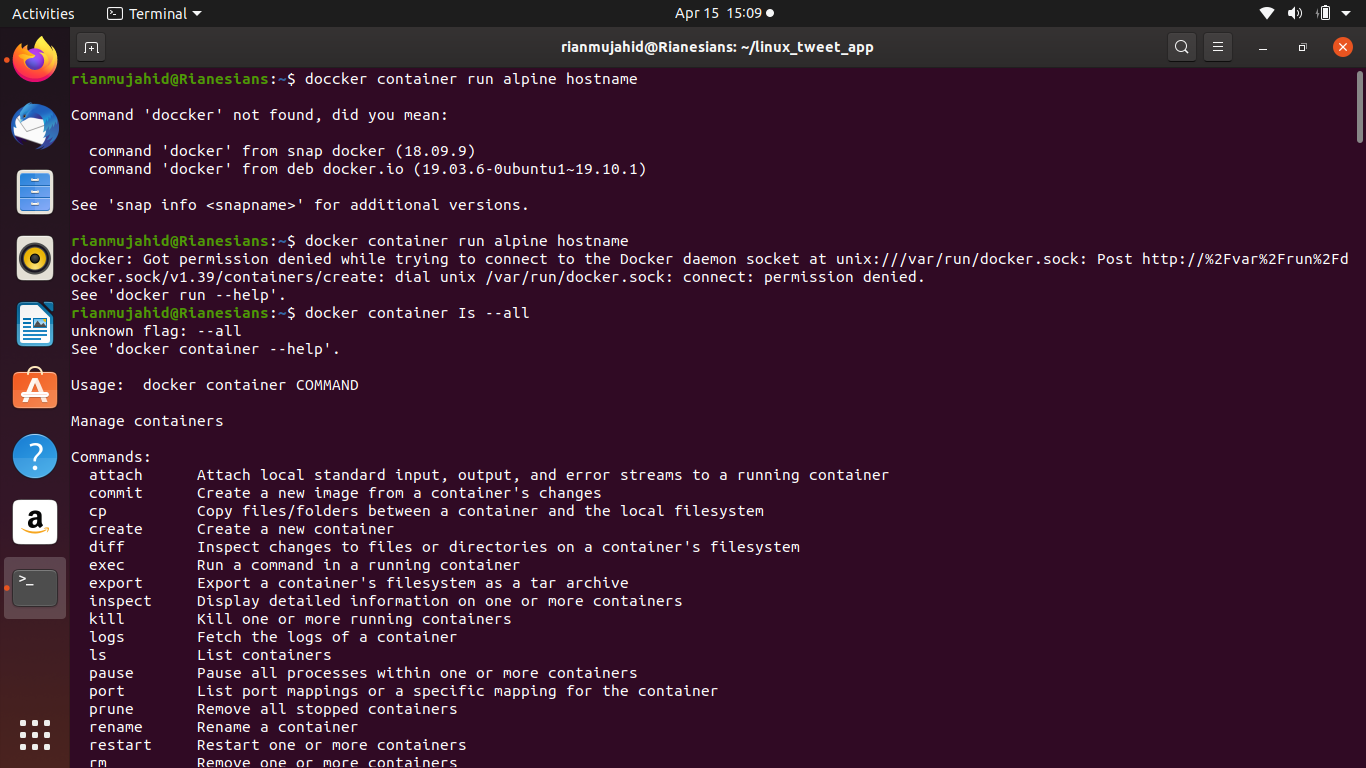 Activities
Terminal
Apr 15 15:09
rianmujahid@Rianesians: ~/linux_tweet_app
rianmujahid@Rianesians:~$ doccker container run alpine hostname
Command 'doccker' not found, did you mean:
command 'docker' from snap docker (18.09.9)
command 'docker' from deb docker.io (19.03.6-0ubuntu1~19.10.1)
See 'snap info <snapname>' for additional versions.
rianmujahid@Rianesians:~$ docker container run alpine hostname
docker: Got permission denied while trying to connect to the Docker daemon socket at unix:///var/run/docker.sock: Post http://%2Fvar%2Frun%2Fd
ocker.sock/v1.39/containers/create: dial unix /var/run/docker.sock: connect: permission denied.
See 'docker run --help'.
rianmujahid@Rianesians:~$ docker container Is --all
unknown flag: --all
See 'docker container --help'.
Usage:  docker container COMMAND
Manage containers
Commands:
attach      Attach local standard input, output, and error streams to a running container
commit      Create a new image from a container's changes
cp          Copy files/folders between a container and the local filesystem
create      Create a new container
diff        Inspect changes to files or directories on a container's filesystem
exec        Run a command in a running container
export      Export a container's filesystem as a tar archive
inspect     Display detailed information on one or more containers
kill        Kill one or more running containers
logs        Fetch the logs of a container
ls          List containers
pause       Pause all processes within one or more containers
port        List port mappings or a specific mapping for the container
prune       Remove all stopped containers
rename      Rename a container
restart     Restart one or more containers
rm          Remove one or more containers